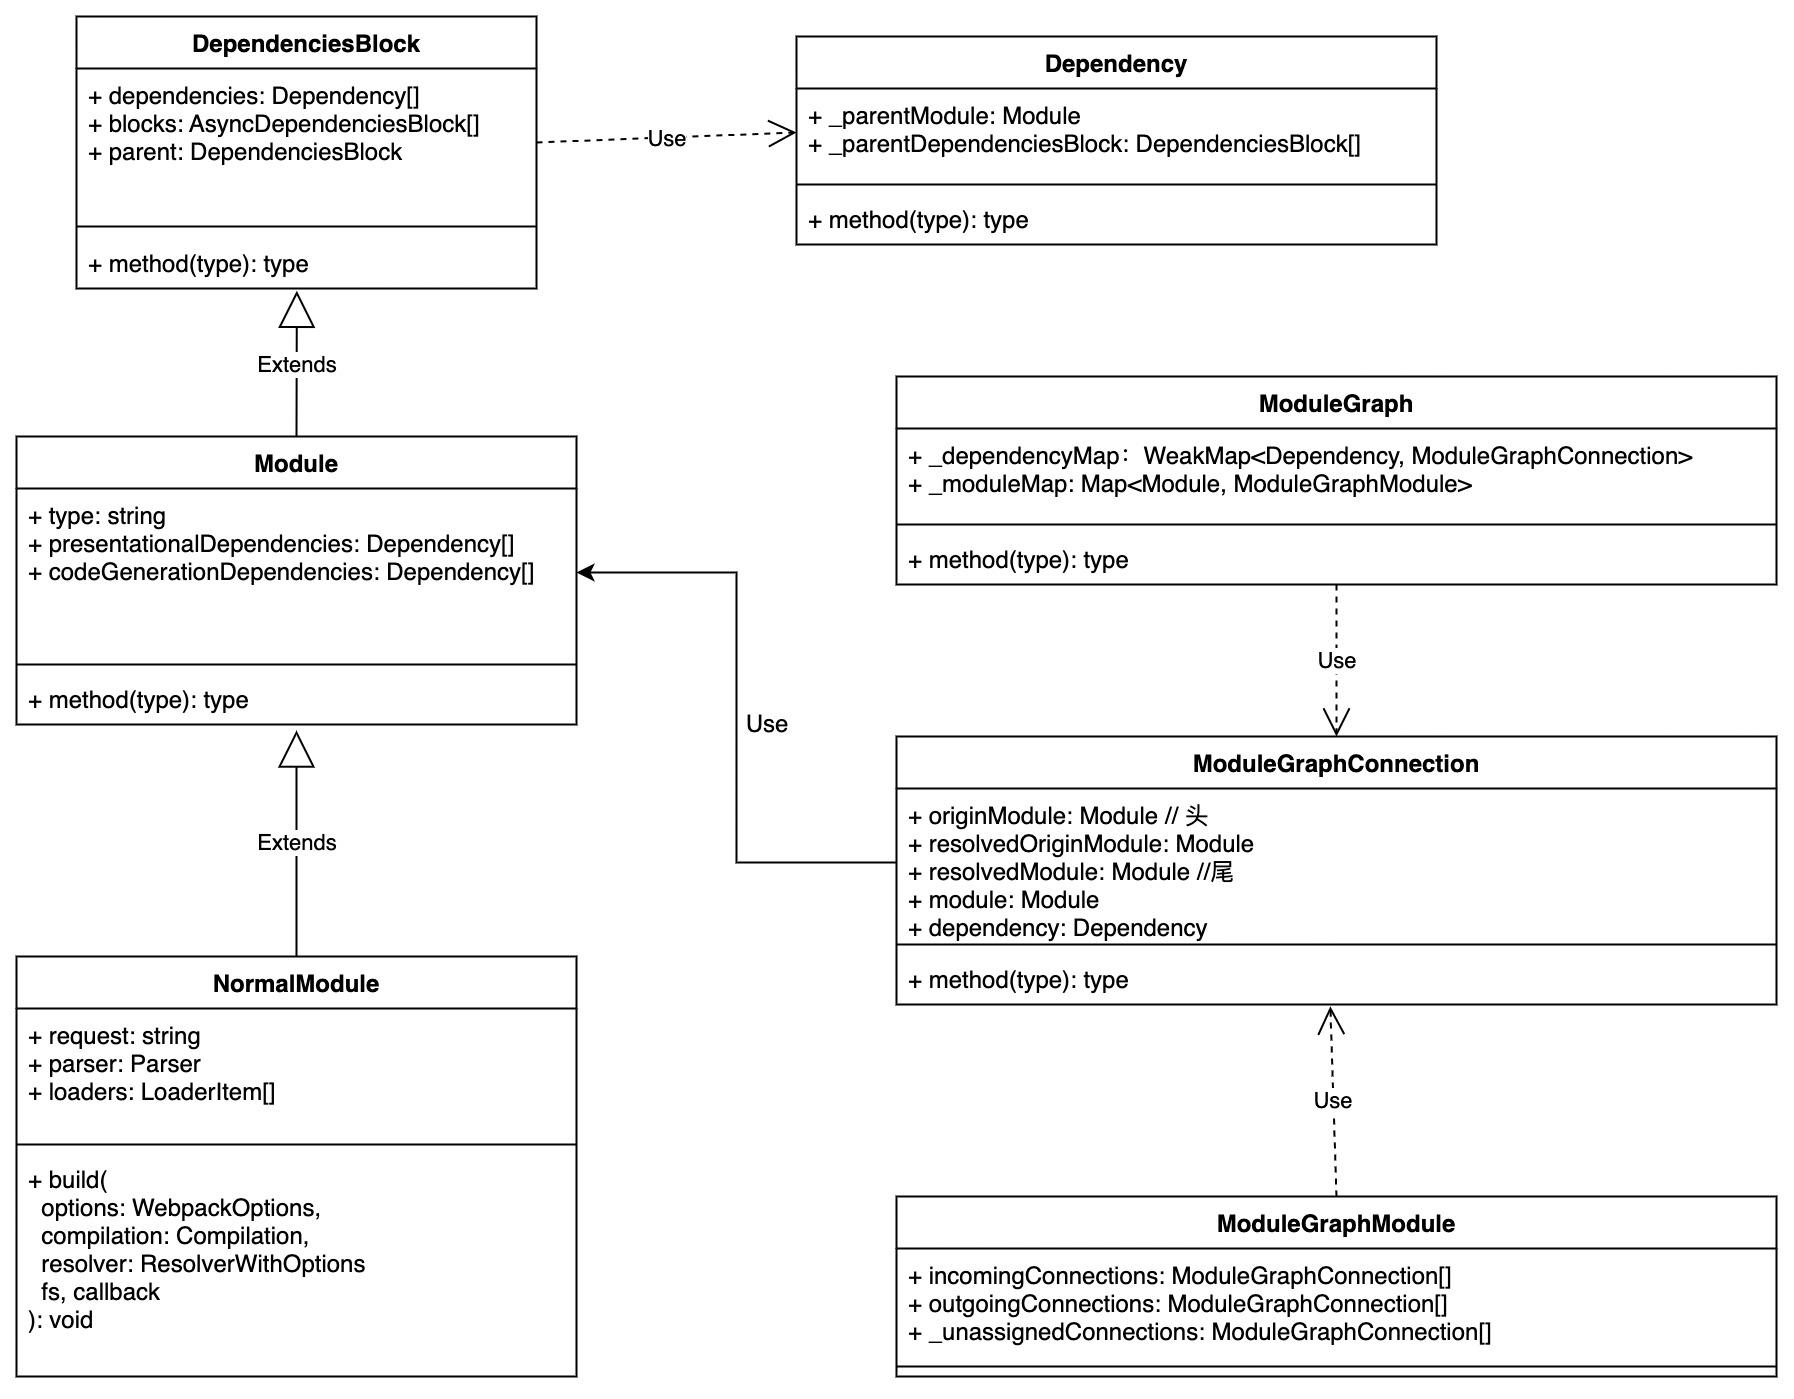 DependenciesBlock
+ dependencies: Dependency[]
+ blocks: AsyncDependenciesBlock[]
+ parent: DependenciesBlock
+ method(type): type
Use
Dependency
+ _parentModule: Module
+ _parentDependenciesBlock: DependenciesBlock[]
+ method(type): type
Extends
Module
+ type: string
+ presentationalDependencies: Dependency[]
+ codeGenerationDependencies: Dependency[]
+ method(type): type
Extends
NormalModule
+ request: string
+ parser: Parser
+ loaders: LoaderItem[]
+ build(
options: WebpackOptions,
compilation: Compilation,
resolver: ResolverWithOptions
fs, callback
): void
Use
ModuleGraph
+ _dependencyMap： WeakMap<Dependency, ModuleGraphConnection>
+ _moduleMap: Map<Module, ModuleGraphModule>
+ method(type): type
Use
ModuleGraphConnection
+ originModule: Module // 头
+ resolvedOriginModule: Module
+ resolvedModule: Module //尾
+ module: Module
+ dependency: Dependency
+ method(type): type
Use
ModuleGraphModule
+ incomingConnections: ModuleGraphConnection[]
+ outgoingConnections: ModuleGraphConnection[]
+ _unassignedConnections: ModuleGraphConnection[]